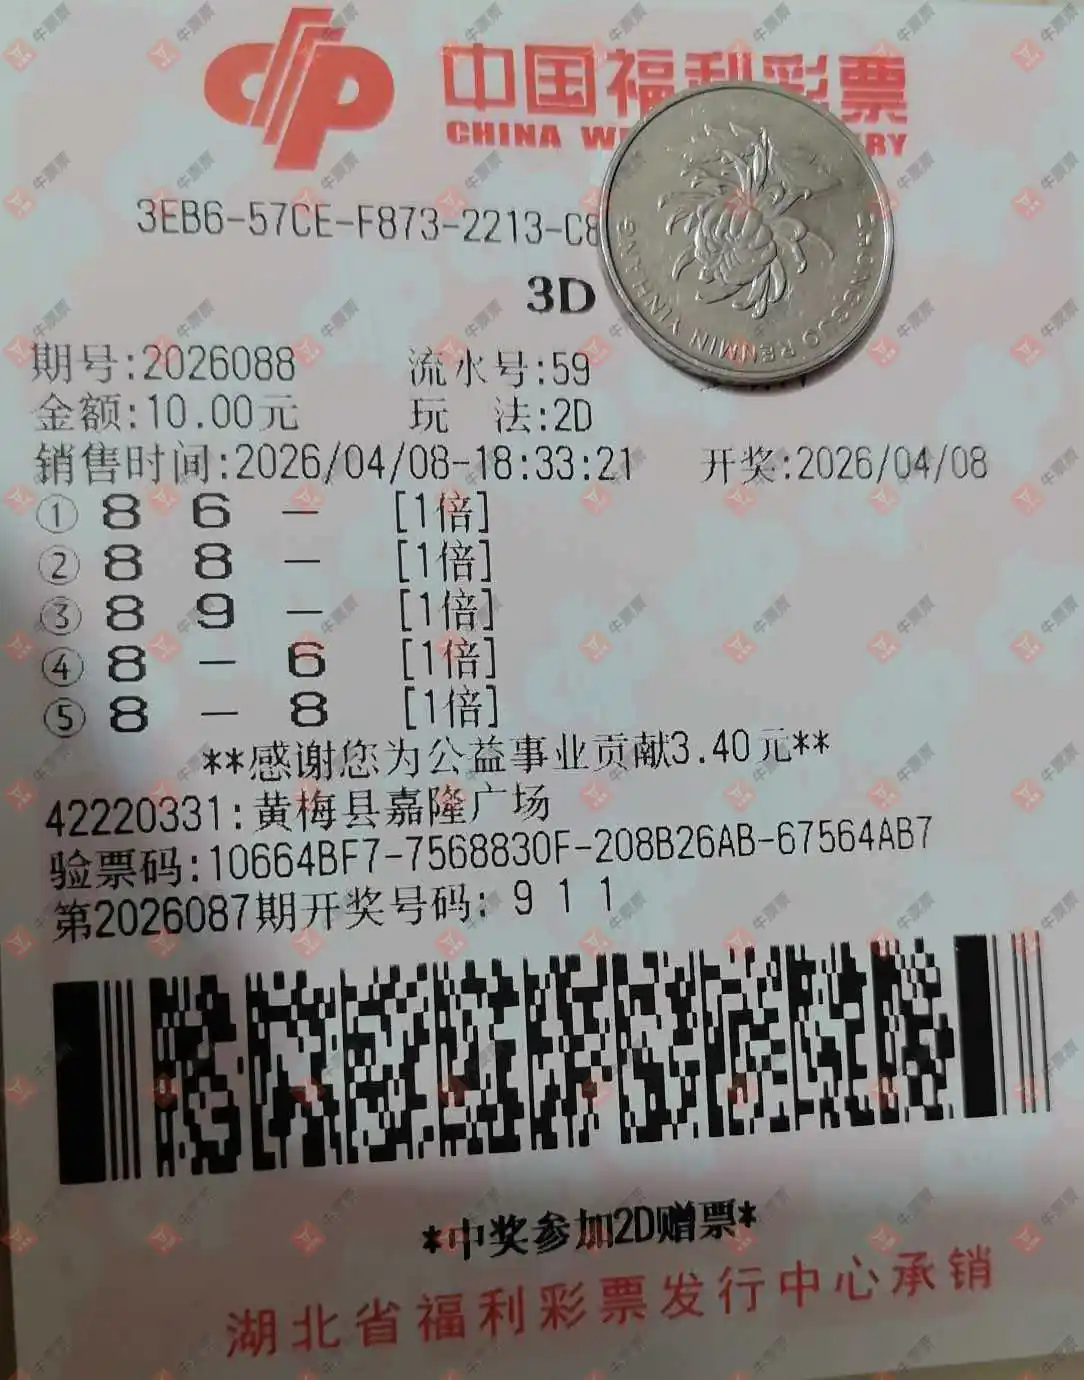 中国福利彩票
CHINA W RY
3EB6-57CE-F873-2213-C8
3D
期号:2026088 流水号:59
金额:10.00元 玩 法:2D
销售时间:2026/04/08-18:33:21 开奖:2026/04/08
① 8 6 - [1倍]
② 8 8 - [1倍]
③ 8 9 - [1倍]
④ 8 - 6 [1倍]
⑤ 8 - 8 [1倍]
**感谢您为公益事业贡献3.40元**
42220331:黄梅县嘉隆广场
验票码:10664BF7-7568830F-208B26AB-67564AB7
第2026087期开奖号码: 9 1 1
*中奖参加2D赠票*
湖北省福利彩票发行中心承销
ZHONGGUO RENMIN YINHANG
牛票票